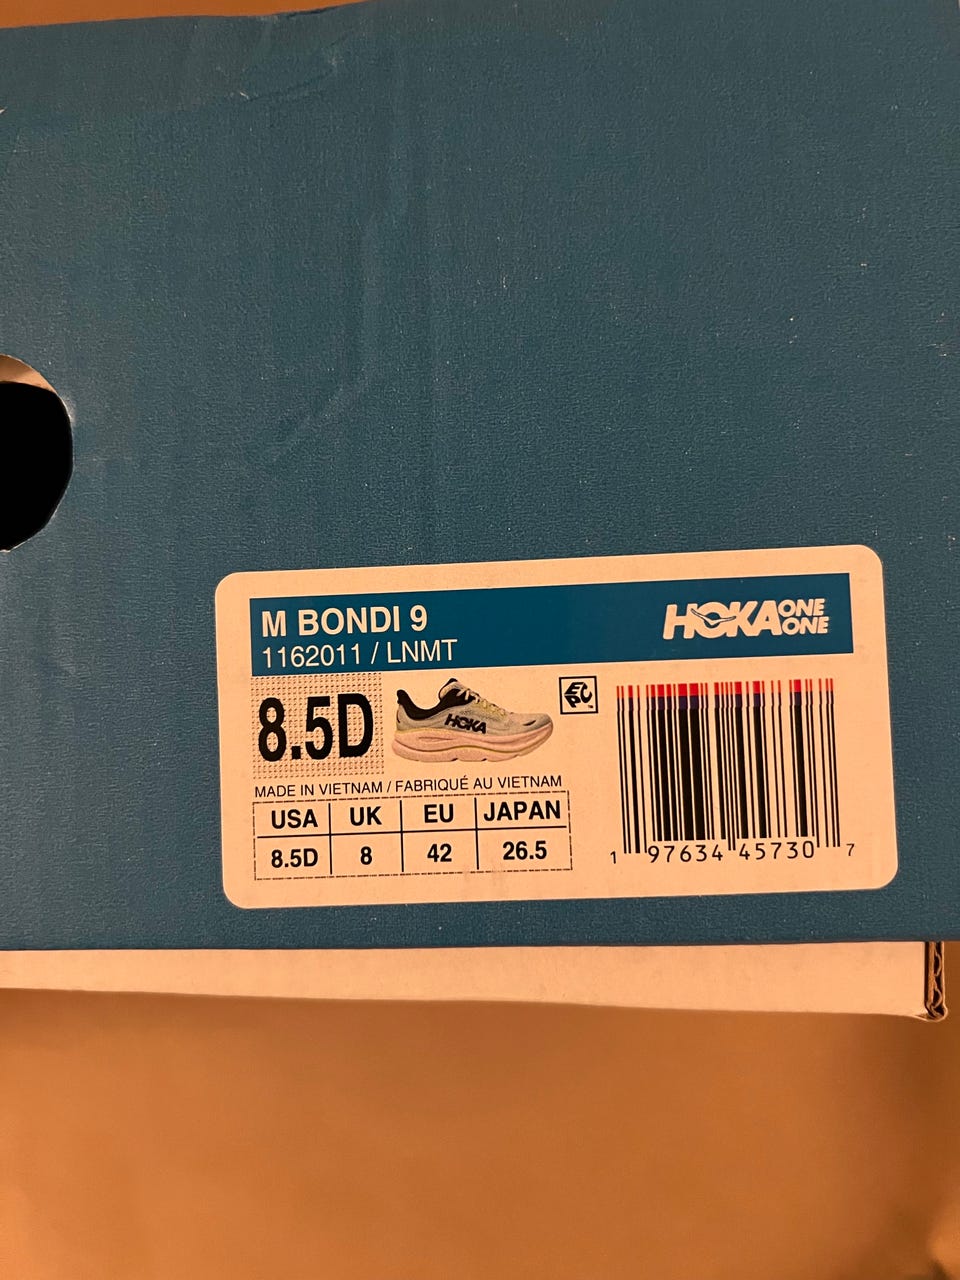 M BONDI 9
1162011 / LNMT
HOKA ONE ONE
8.5D
HOKA
EPC
MADE IN VIETNAM / FABRIQUÉ AU VIETNAM
USA UK EU JAPAN
8.5D 8 42 26.5
1 97634 45730 7